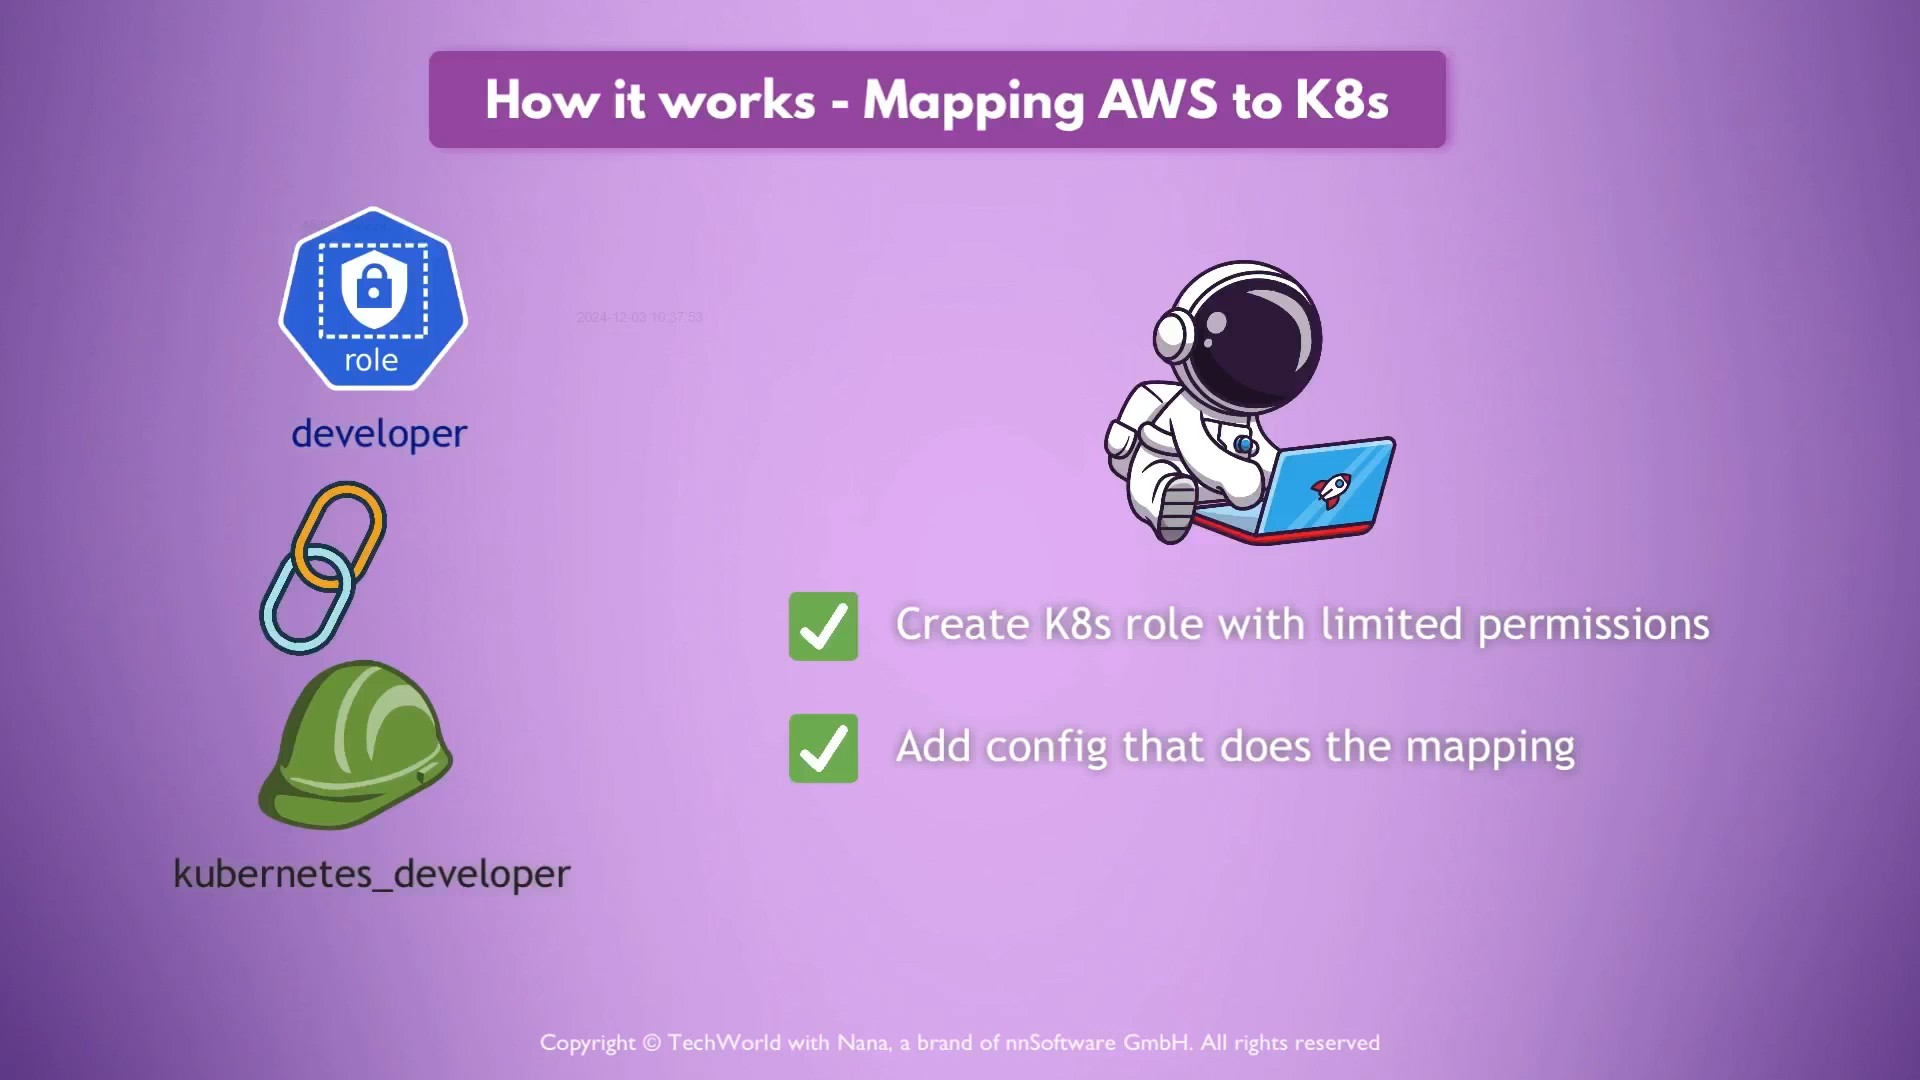 How it works - Mapping AWS to K8s
2024-12-03 10:37:53
role
developer
Create K8s role with limited permissions
Add config that does the mapping
kubernetes_developer
Copyright © TechWorld with Nana, a brand of nnSoftware GmbH. All rights reserved